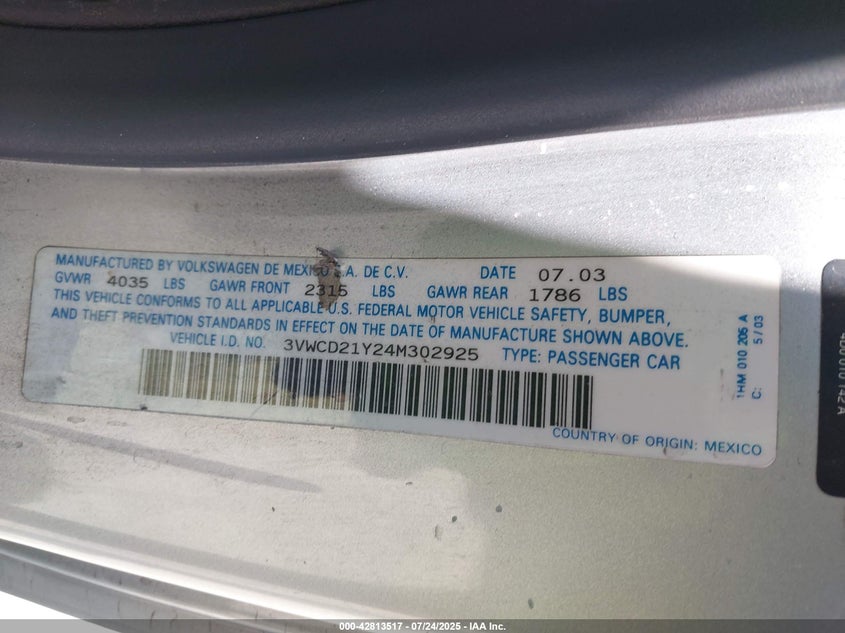 MANUFACTURED BY VOLKSWAGEN DE MEXICO S.A. DE C.V. DATE 07.03
GVWR 4035 LBS GAWR FRONT 2315 LBS GAWR REAR 1786 LBS
THIS VEHICLE CONFORMS TO ALL APPLICABLE U.S. FEDERAL MOTOR VEHICLE SAFETY, BUMPER,
AND THEFT PREVENTION STANDARDS IN EFFECT ON THE DATE OF MANUFACTURE SHOWN ABOVE.
VEHICLE I.D. NO. 3VWCD21Y24M302925 TYPE: PASSENGER CAR
COUNTRY OF ORIGIN: MEXICO
1HM 010 205 A
C: 5/03
000-42813517 - 07/24/2025 - IAA Inc.